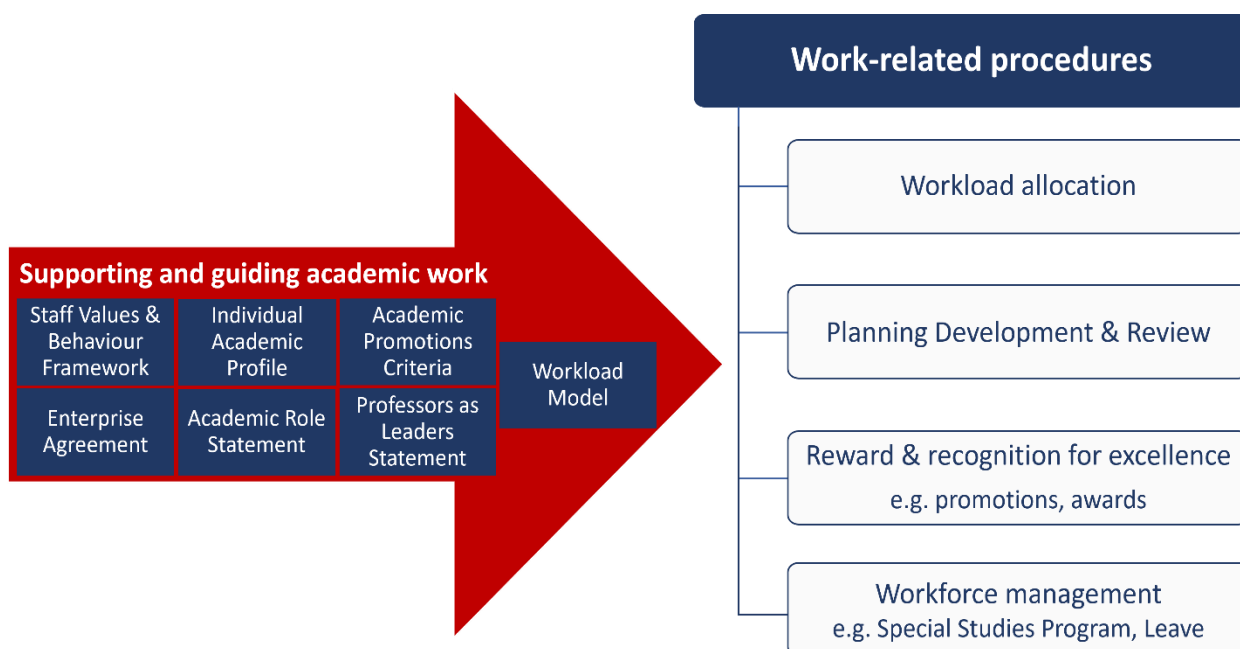 Supporting and guiding academic work
Staff Values &
Behaviour
Framework
Individual
Academic
Profile
Academic
Promotions
Criteria
Enterprise
Agreement
Academic Role
Statement
Professors as
Leaders
Statement
Workload
Model
Work-related procedures
Workload allocation
Planning Development & Review
Reward & recognition for excellence
e.g. promotions, awards
Workforce management
e.g. Special Studies Program, Leave